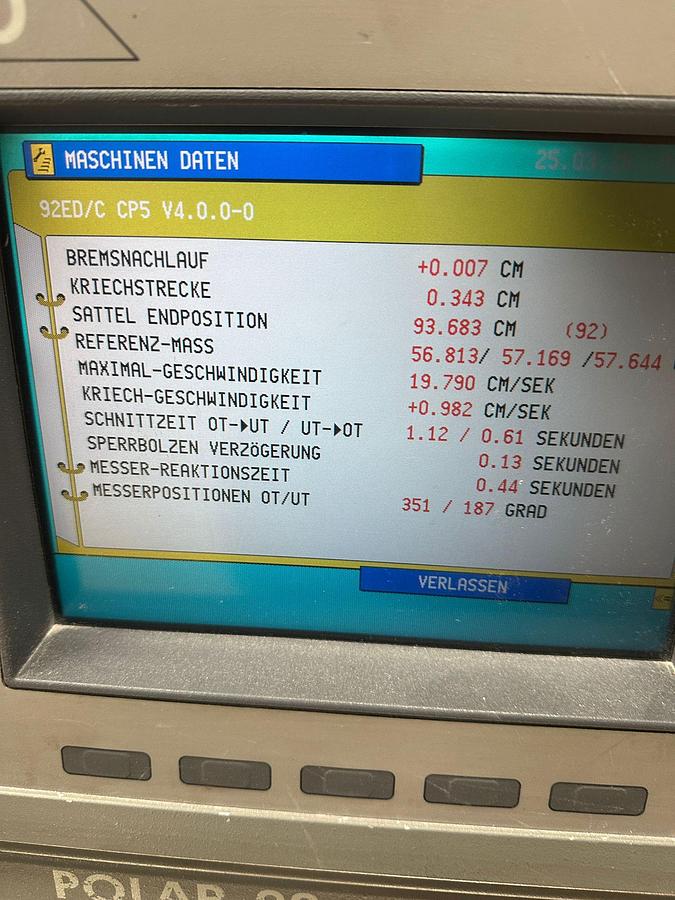 MASCHINEN DATEN
92ED/C CP5 V4.0.0-0
BREMSNACHLAUF +0.007 CM
KRIECHSTRECKE 0.343 CM
SATTEL ENDPOSITION 93.683 CM (92)
REFERENZ-MASS 56.813/ 57.169 /57.644
MAXIMAL-GESCHWINDIGKEIT 19.790 CM/SEK
KRIECH-GESCHWINDIGKEIT +0.982 CM/SEK
SCHNITTZEIT OT→UT / UT→OT 1.12 / 0.61 SEKUNDEN
SPERRBOLZEN VERZÖGERUNG 0.13 SEKUNDEN
MESSER-REAKTIONSZEIT 0.44 SEKUNDEN
MESSERPOSITIONEN OT/UT 351 / 187 GRAD
VERLASSEN
POLAR